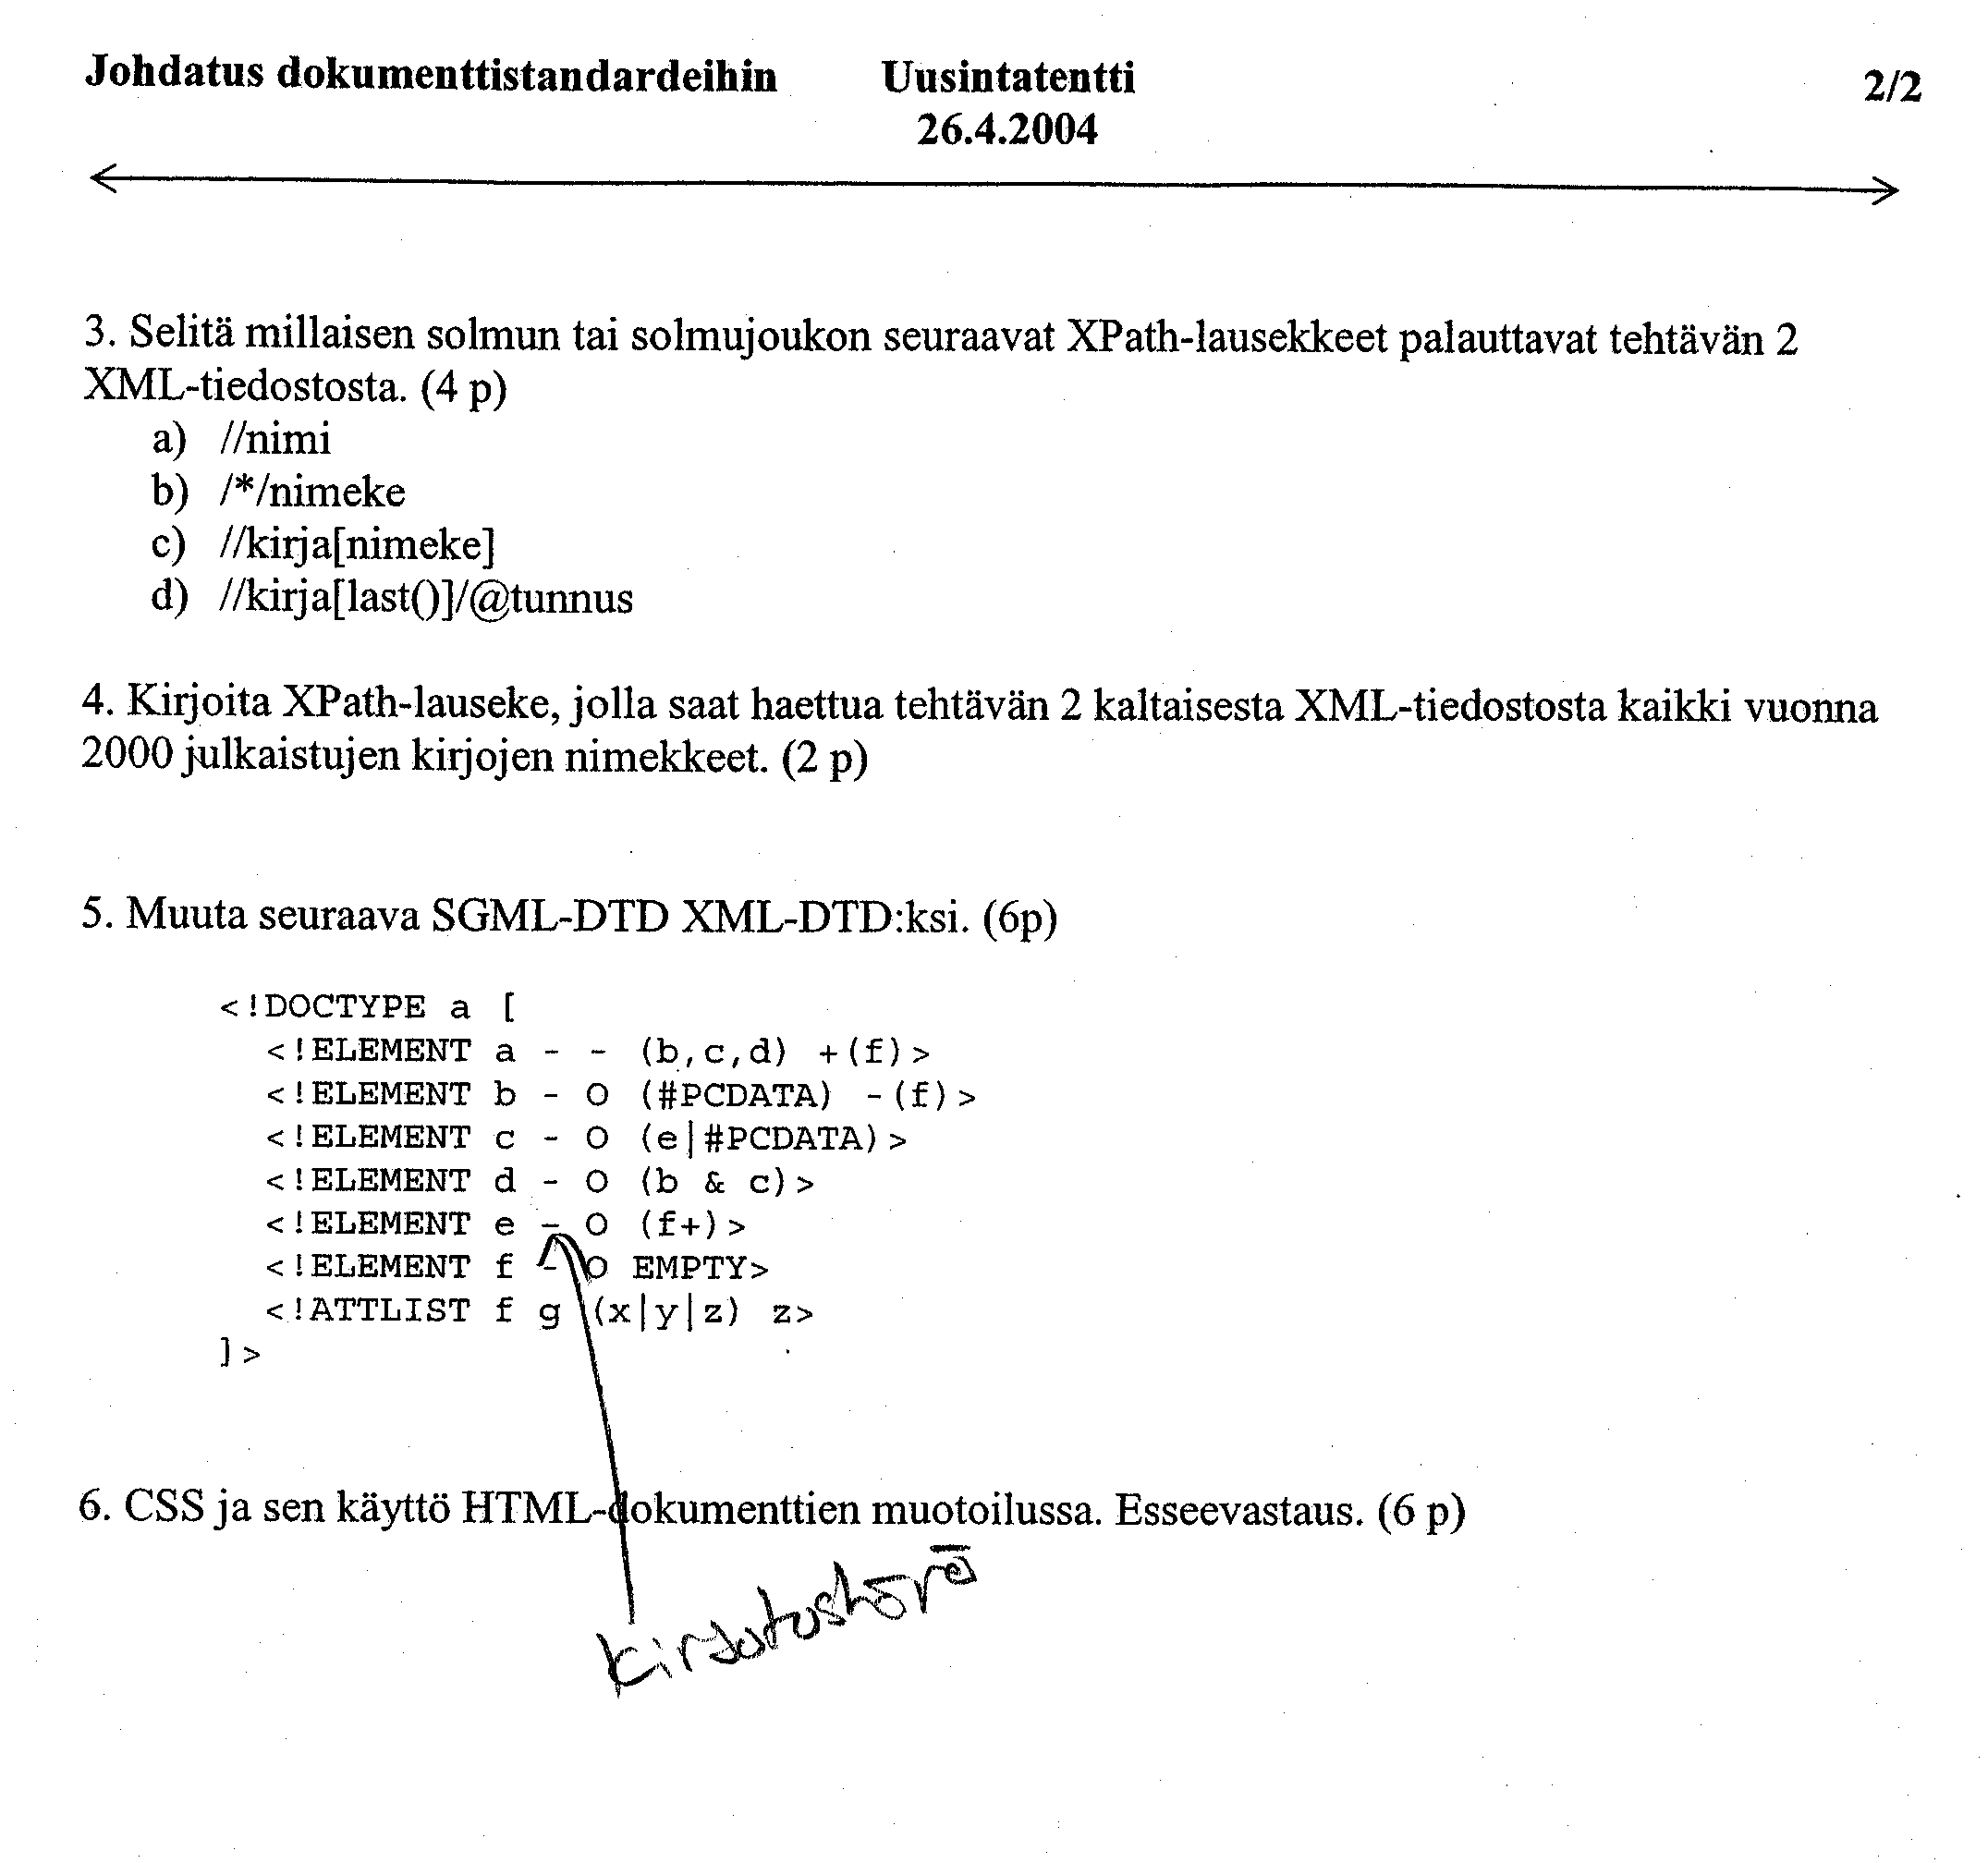 Johdatus dokumenttistandardeihin Uusintatentti 2/2
26.4.2004
3. Selitä millaisen solmun tai solmujoukon seuraavat XPath-lausekkeet palauttavat tehtävän 2
XML-tiedostosta. (4 p)
a) //nimi
b) /*/nimeke
c) //kirja[nimeke]
d) //kirja[last()]/@tunnus
4. Kirjoita XPath-lauseke, jolla saat haettua tehtävän 2 kaltaisesta XML-tiedostosta kaikki vuonna
2000 julkaistujen kirjojen nimekkeet. (2 p)
5. Muuta seuraava SGML-DTD XML-DTD:ksi. (6p)
<!DOCTYPE a [
<!ELEMENT a - - (b,c,d) +(f)>
<!ELEMENT b - O (#PCDATA) -(f)>
<!ELEMENT c - O (e|#PCDATA)>
<!ELEMENT d - O (b & c)>
<!ELEMENT e - O (f+)>
<!ELEMENT f - O EMPTY>
<!ATTLIST f g (x|y|z) z>
]>
6. CSS ja sen käyttö HTML-dokumenttien muotoilussa. Esseevastaus. (6 p)